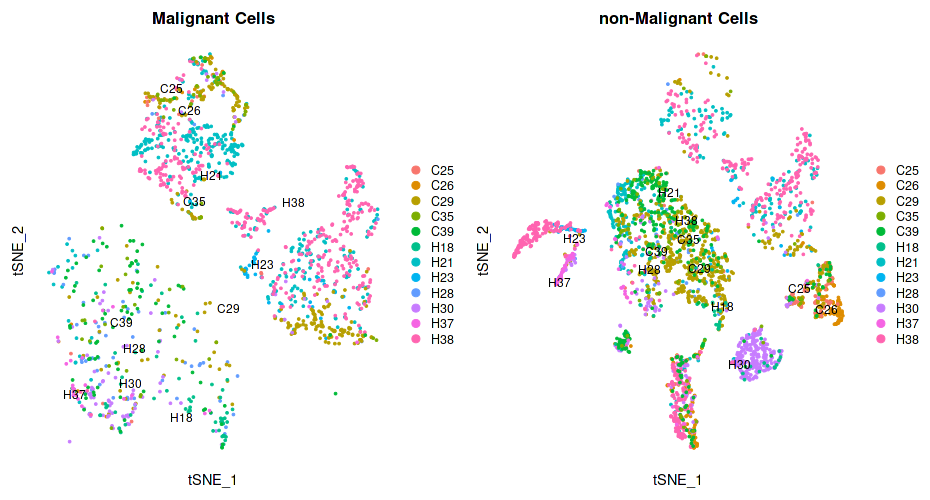 Malignant Cells
C25
C26
H21
C35
H38
H23
C29
C39
H28
H30
H37
H18
tSNE_2
tSNE_1
C25
C26
C29
C35
C39
H18
H21
H23
H28
H30
H37
H38
non-Malignant Cells
H21
H38
H23
C35
C39
H28
C29
H37
C25
H18
C26
H30
tSNE_2
tSNE_1
C25
C26
C29
C35
C39
H18
H21
H23
H28
H30
H37
H38